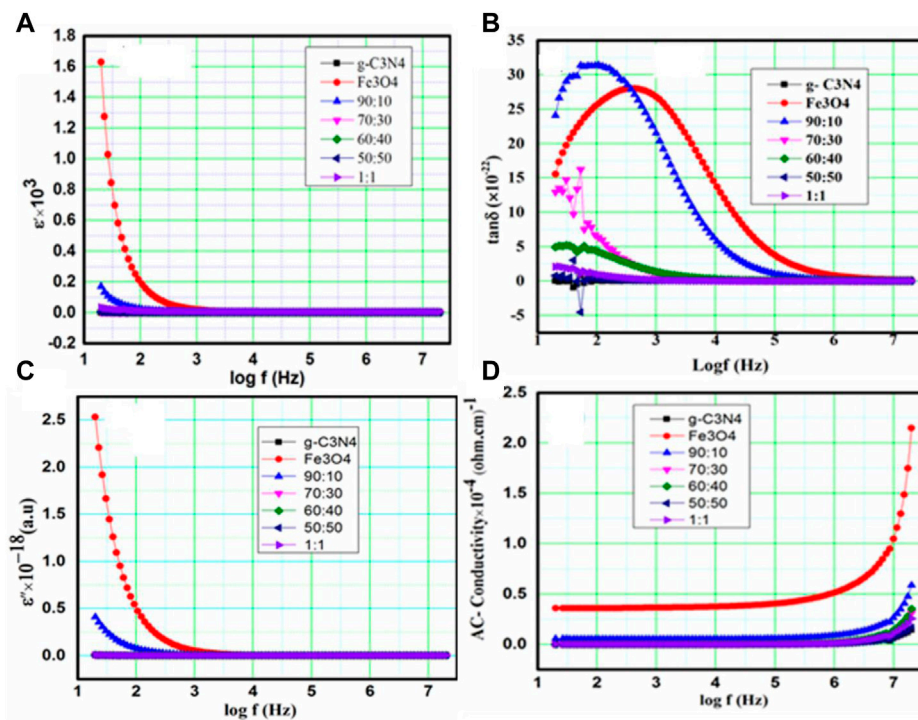 A
1.8
1.6
1.4
1.2
1.0
0.8
0.6
0.4
0.2
0.0
-0.2
ε'×10^3
g-C3N4
Fe3O4
90:10
70:30
60:40
50:50
1:1
1 2 3 4 5 6 7
log f (Hz)
B
35
30
25
20
15
10
5
0
-5
tanδ (×10^-22)
g- C3N4
Fe3O4
90:10
70:30
60:40
50:50
1:1
1 2 3 4 5 6 7
Logf (Hz)
C
2.5
2.0
1.5
1.0
0.5
0.0
ε''×10^-18(a.u)
g-C3N4
Fe3O4
90:10
70:30
60:40
50:50
1:1
1 2 3 4 5 6 7
log f (Hz)
D
2.5
2.0
1.5
1.0
0.5
0.0
AC- Conductivity×10^-4 (ohm.cm)^-1
g-C3N4
Fe3O4
90:10
70:30
60:40
50:50
1:1
1 2 3 4 5 6 7
log f (Hz)